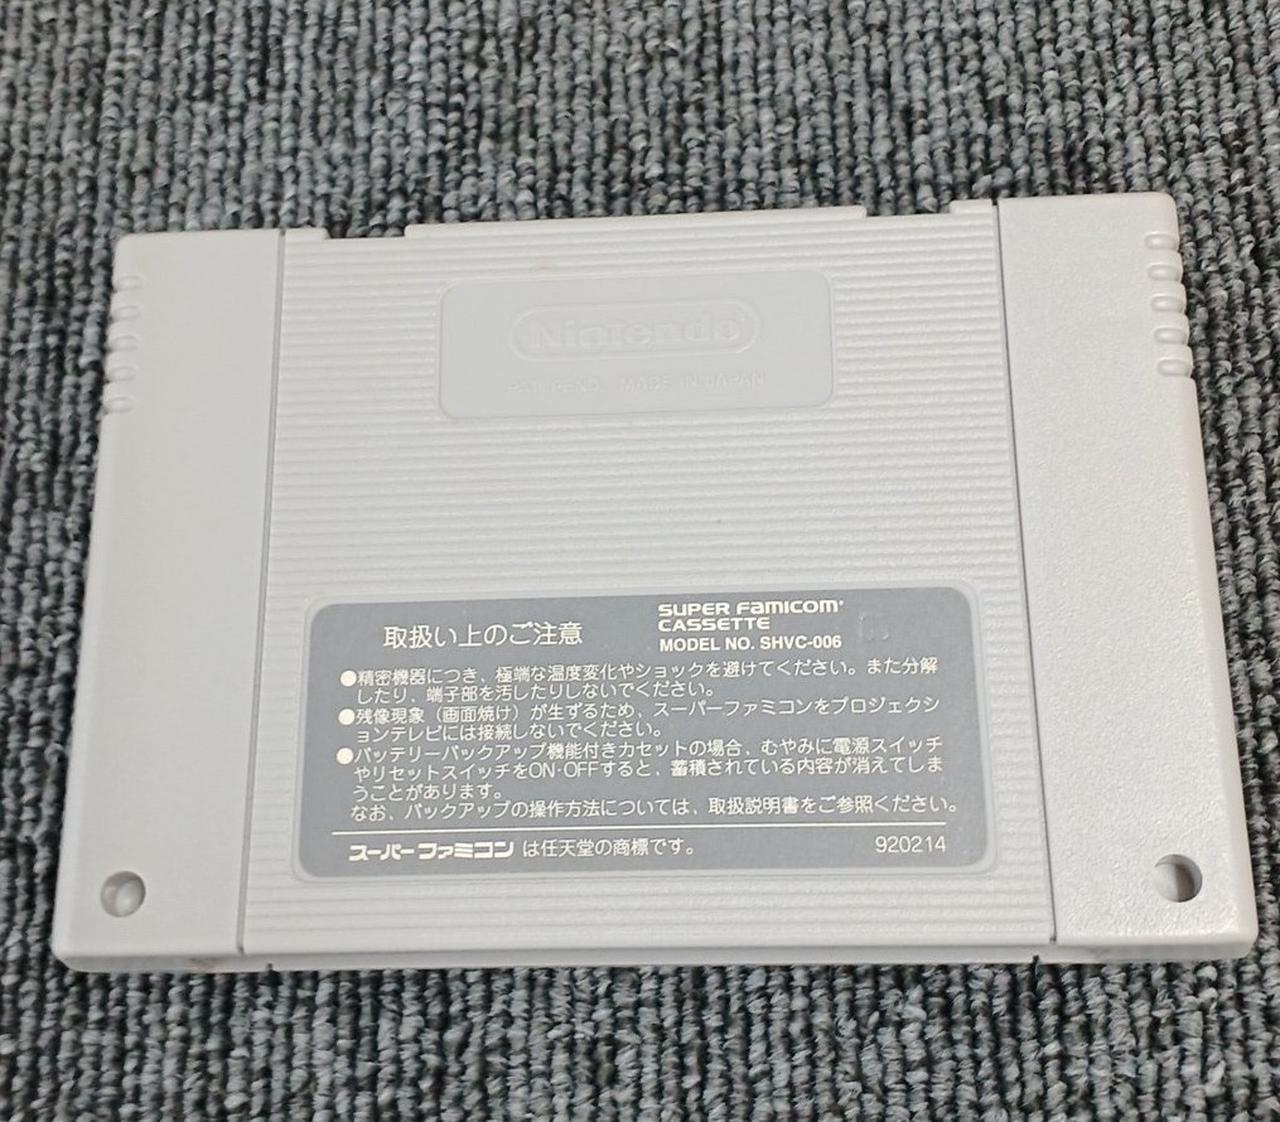 Nintendo
PAT. PEND. MADE IN JAPAN
取扱い上のご注意
SUPER FAMICOM
CASSETTE
MODEL NO. SHVC-006
●精密機器につき、極端な温度変化やショックを避けてください。また分解
したり、端子部を汚したりしないでください。
●残像現象（画面焼け）が生ずるため、スーパーファミコンをプロジェクシ
ョンテレビには接続しないでください。
●バッテリーバックアップ機能付きカセットの場合、むやみに電源スイッチ
やリセットスイッチをON·OFFすると、蓄積されている内容が消えてしま
うことがあります。
なお、バックアップの操作方法については、取扱説明書をご参照ください。
スーパーファミコンは任天堂の商標です。
920214